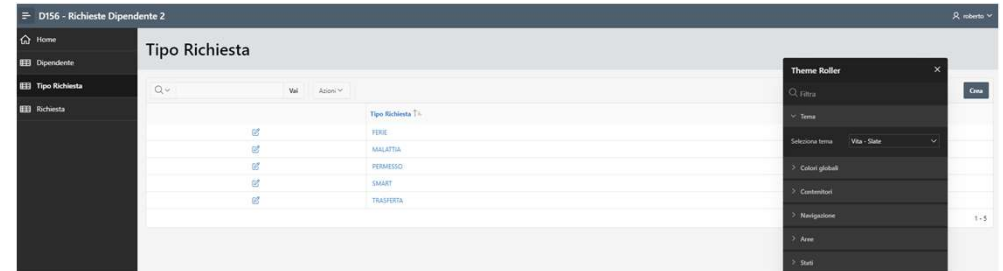 D156 - Richieste Dipendente 2
roberto
Home
Dipendente
Tipo Richiesta
Richiesta
Tipo Richiesta
Vai
Azioni
Crea
Tipo Richiesta
FERIE
MALATTIA
PERMESSO
SMART
TRASFERTA
1 - 5
Theme Roller
Filtra
Tema
Seleziona tema Vita - Slate
Colori globali
Contenitori
Navigazione
Aree
Stati